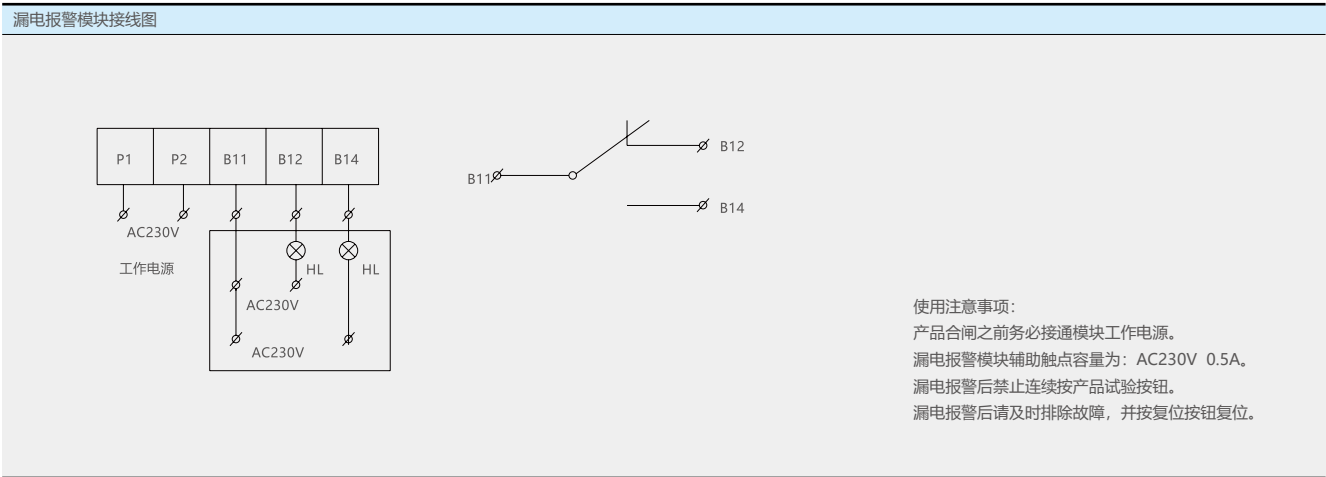 漏电报警模块接线图
P1 P2 B11 B12 B14
AC230V
工作电源
HL HL
AC230V
AC230V
B11
B12
B14
使用注意事项：
产品合闸之前务必接通模块工作电源。
漏电报警模块辅助触点容量为：AC230V 0.5A。
漏电报警后禁止连续按产品试验按钮。
漏电报警后请及时排除故障，并按复位按钮复位。